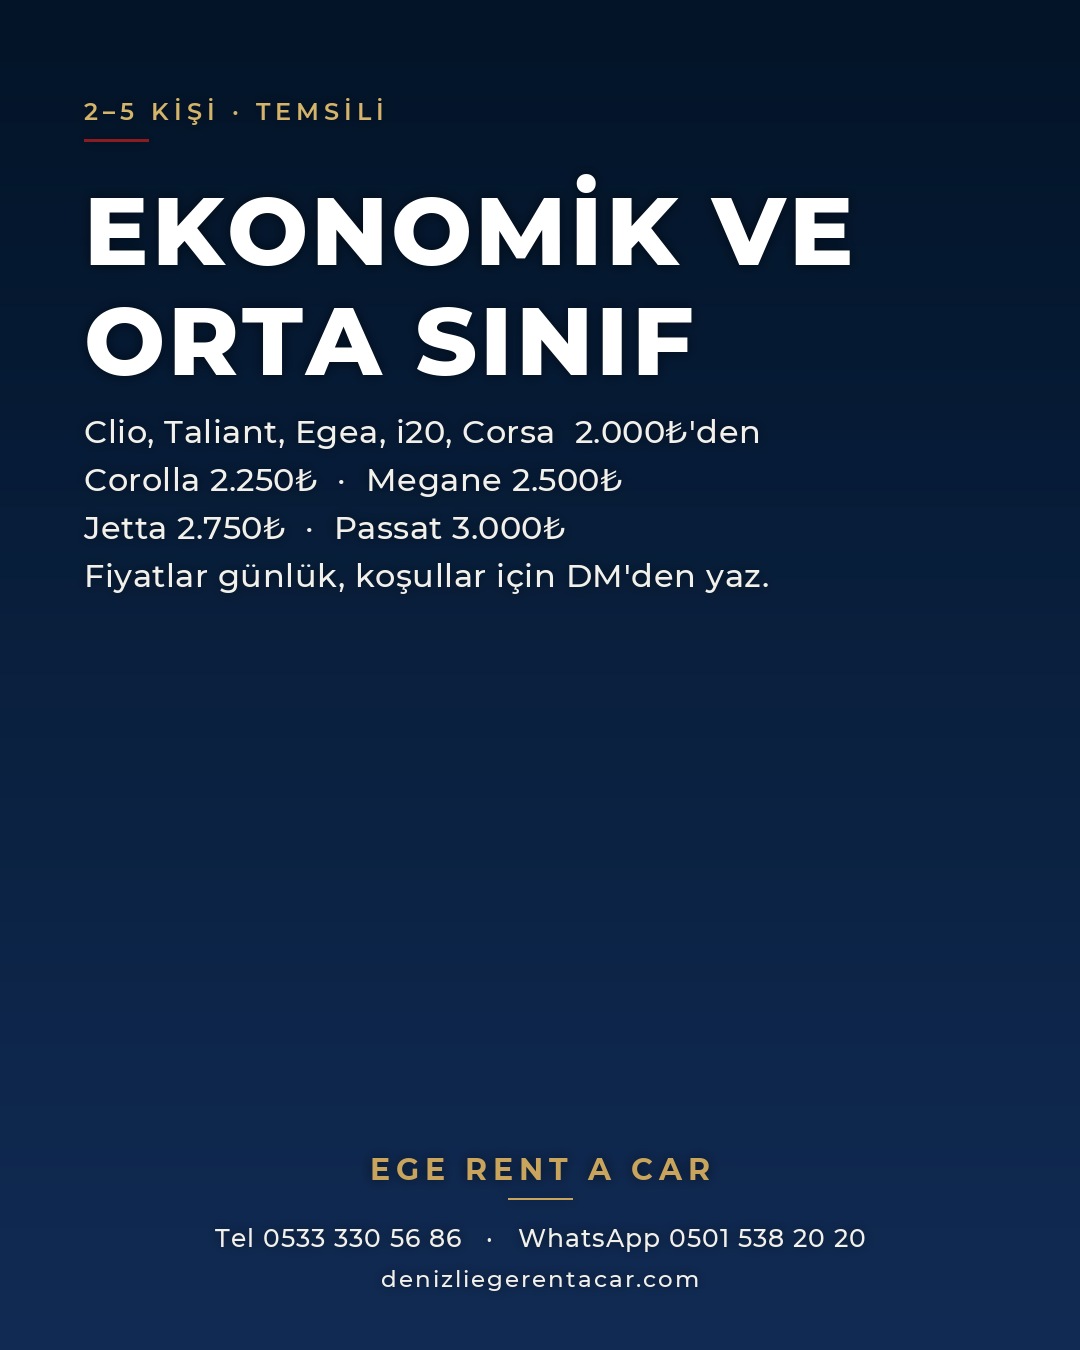 2–5 KİŞİ · TEMSİLİ
EKONOMİK VE
ORTA SINIF
Clio, Taliant, Egea, i20, Corsa  2.000₺'den
Corolla 2.250₺  ·  Megane 2.500₺
Jetta 2.750₺  ·  Passat 3.000₺
Fiyatlar günlük, koşullar için DM'den yaz.
EGE RENT A CAR
Tel 0533 330 56 86  ·  WhatsApp 0501 538 20 20
denizliegerentacar.com